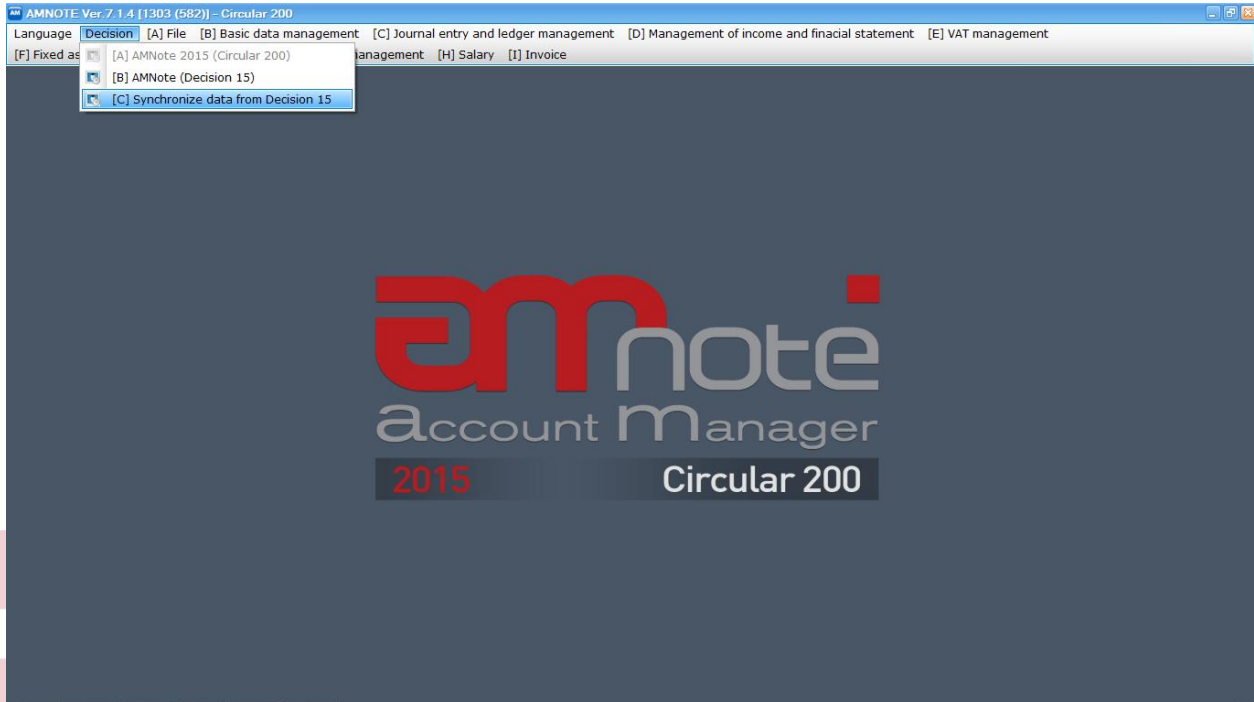 AMNOTE Ver.7.1.4 [1303 (582)] - Circular 200
Language Decision [A] File [B] Basic data management [C] Journal entry and ledger management [D] Management of income and finacial statement [E] VAT management
[F] Fixed as anagement [H] Salary [I] Invoice
[A] AMNote 2015 (Circular 200)
[B] AMNote (Decision 15)
[C] Synchronize data from Decision 15
amnote
account manager
2015 Circular 200